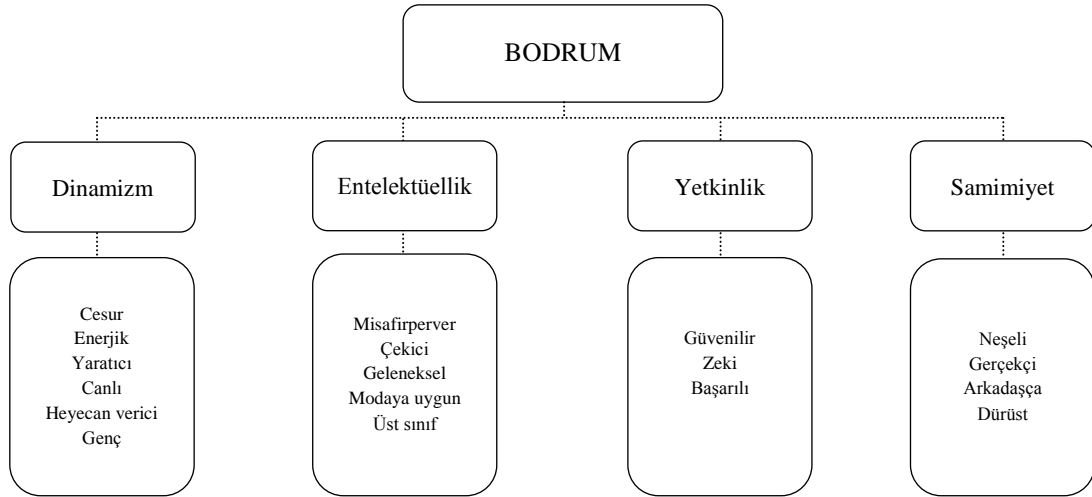 BODRUM
Dinamizm
Entelektüellik
Yetkinlik
Samimiyet
Cesur
Enerjik
Yaratıcı
Canlı
Heyecan verici
Genç
Misafirperver
Çekici
Geleneksel
Modaya uygun
Üst sınıf
Güvenilir
Zeki
Başarılı
Neşeli
Gerçekçi
Arkadaşça
Dürüst